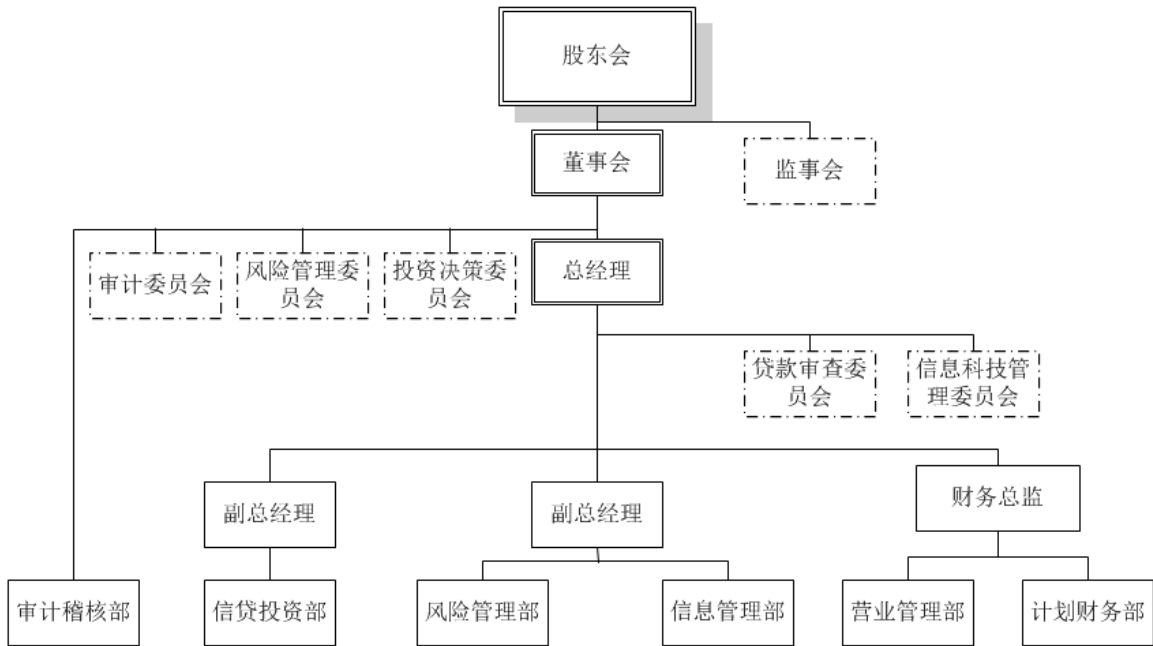 股东会
董事会
监事会
审计委员会
风险管理委
员会
投资决策委
员会
总经理
贷款审查委
员会
信息科技管
理委员会
副总经理
副总经理
财务总监
审计稽核部
信贷投资部
风险管理部
信息管理部
营业管理部
计划财务部